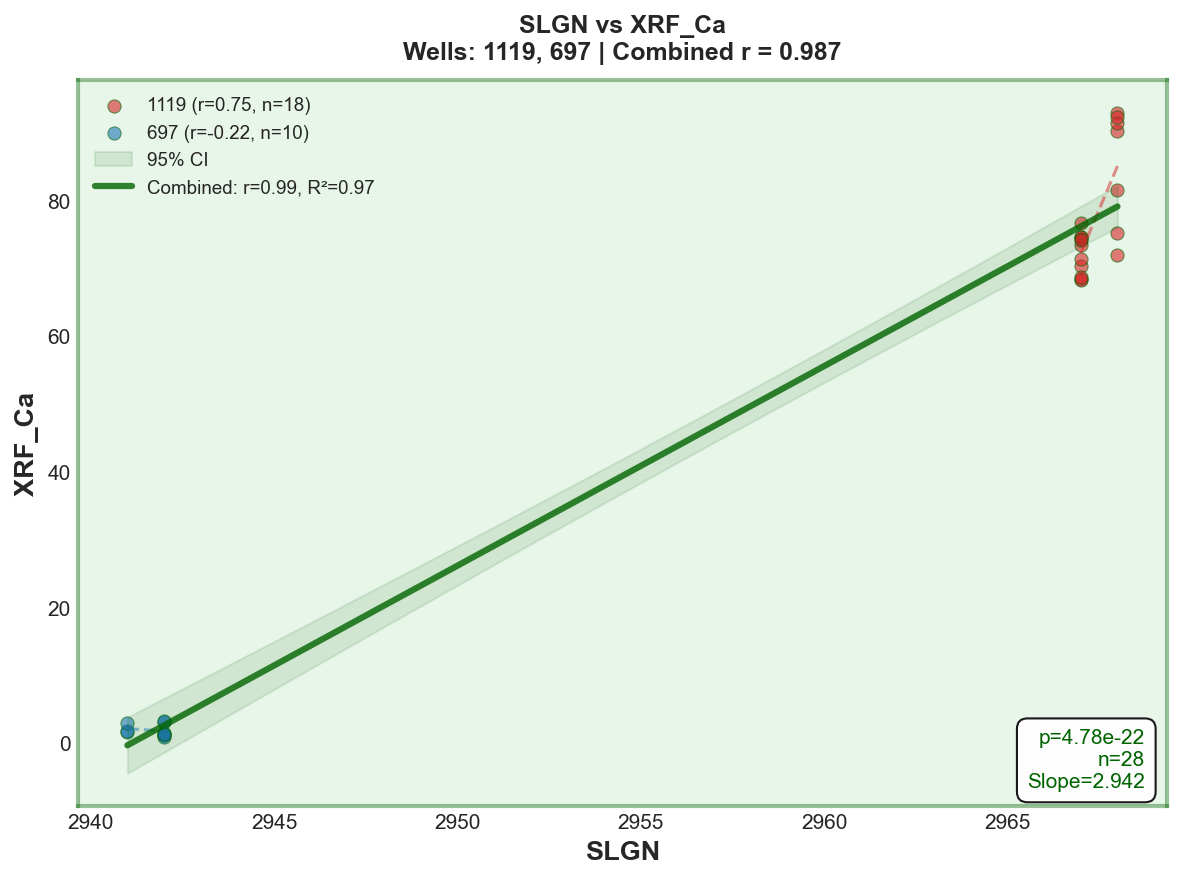 SLGN vs XRF_Ca
Wells: 1119, 697 | Combined r = 0.987
1119 (r=0.75, n=18)
697 (r=-0.22, n=10)
95% CI
Combined: r=0.99, R²=0.97
80
60
40
20
0
XRF_Ca
p=4.78e-22
n=28
Slope=2.942
2940
2945
2950
2955
2960
2965
SLGN